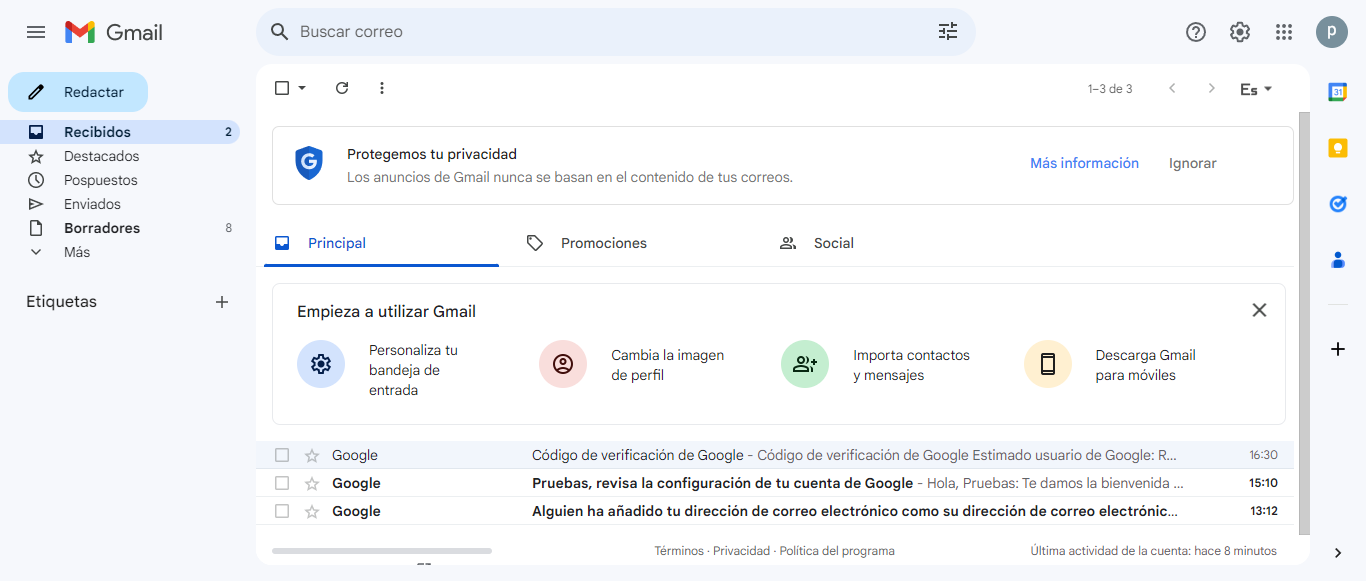 Gmail
Buscar correo
P
Redactar
1–3 de 3
Es
31
Recibidos 2
Destacados
Pospuestos
Enviados
Borradores 8
Más
Etiquetas
G
Protegemos tu privacidad
Los anuncios de Gmail nunca se basan en el contenido de tus correos.
Más información
Ignorar
Principal
Promociones
Social
Empieza a utilizar Gmail
Personaliza tu
bandeja de
entrada
Cambia la imagen
de perfil
Importa contactos
y mensajes
Descarga Gmail
para móviles
Google Código de verificación de Google - Código de verificación de Google Estimado usuario de Google: R... 16:30
Google Pruebas, revisa la configuración de tu cuenta de Google - Hola, Pruebas: Te damos la bienvenida ... 15:10
Google Alguien ha añadido tu dirección de correo electrónico como su dirección de correo electrónic... 13:12
Términos · Privacidad · Política del programa
Última actividad de la cuenta: hace 8 minutos